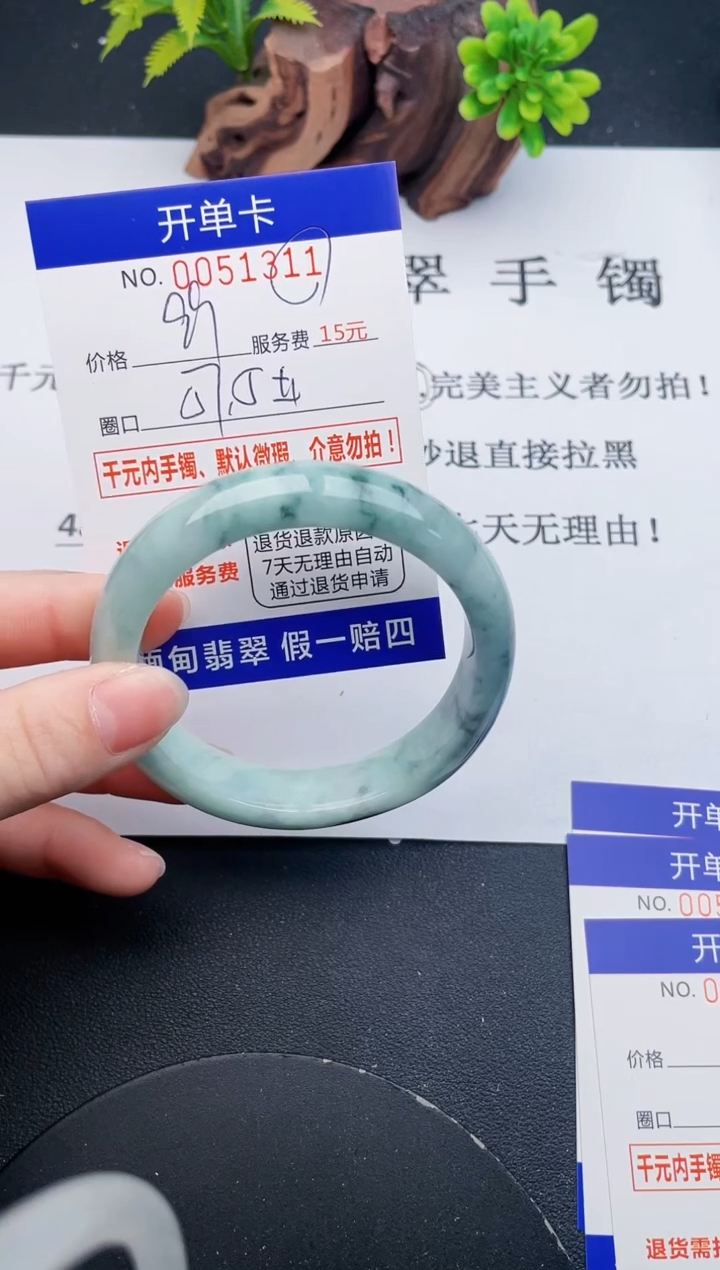 开单卡
NO. 0051311
价格 服务费 15元
圈口
千元内手镯、默认微瑕、介意勿拍！
服务费
退货退款原因
7天无理由自动
通过退货申请
缅甸翡翠 假一赔四
翠手镯
千元
完美主义者勿拍！
秒退直接拉黑
七天无理由！
开单
开单
NO. 005
开
NO. 0
价格
圈口
千元内手镯
退货需